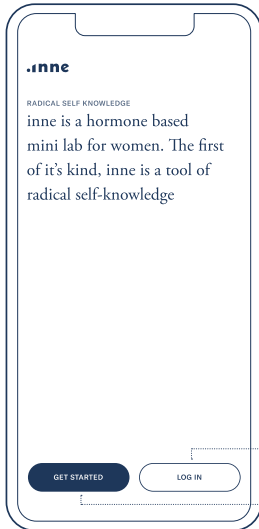 inne
RADICAL SELF KNOWLEDGE
inne is a hormone based
mini lab for women. The first
of it's kind, inne is a tool of
radical self-knowledge
GET STARTED
LOG IN